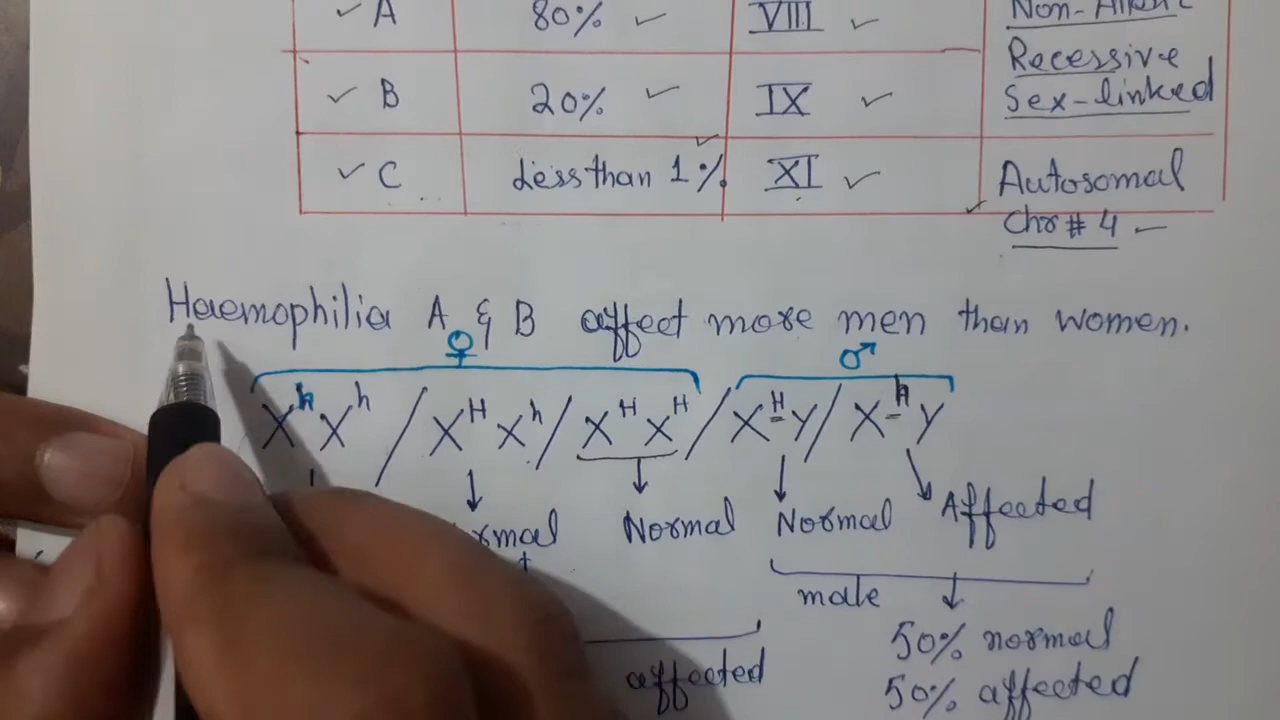 A 80% VIII Non-Allelic
B 20% IX Recessive Sex-linked
C Less than 1% XI Autosomal Chr # 4
Haemophilia A & B affect more men than women.
♀ ♂
XʰXʰ / XᴴXʰ / XᴴXᴴ / XᴴY / XʰY
Normal Normal Affected
male
50% normal
affected 50% affected